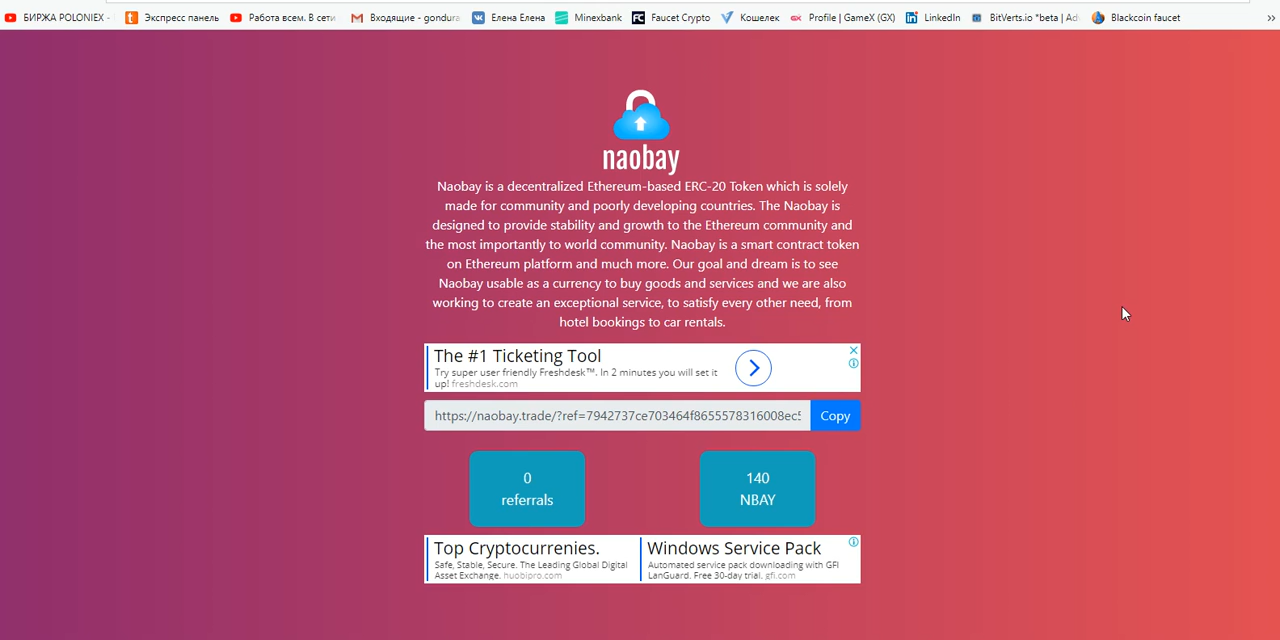 БИРЖА POLONIEX - Экспресс панель Работа всем. В сети Входящие - gondura Елена Елена Minexbank Faucet Crypto Кошелек Profile | GameX (GX) LinkedIn BitVerts.io *beta | Ad Blackcoin faucet »
naobay
Naobay is a decentralized Ethereum-based ERC-20 Token which is solely
made for community and poorly developing countries. The Naobay is
designed to provide stability and growth to the Ethereum community and
the most importantly to world community. Naobay is a smart contract token
on Ethereum platform and much more. Our goal and dream is to see
Naobay usable as a currency to buy goods and services and we are also
working to create an exceptional service, to satisfy every other need, from
hotel bookings to car rentals.
The #1 Ticketing Tool
Try super user friendly Freshdesk™. In 2 minutes you will set it
up! freshdesk.com
https://naobay.trade/?ref=7942737ce703464f8655578316008ec5 Copy
0
referrals
140
NBAY
Top Cryptocurrenies.
Safe, Stable, Secure. The Leading Global Digital
Asset Exchange. huobipro.com
Windows Service Pack
Automated service pack downloading with GFI
LanGuard. Free 30-day trial. gfi.com